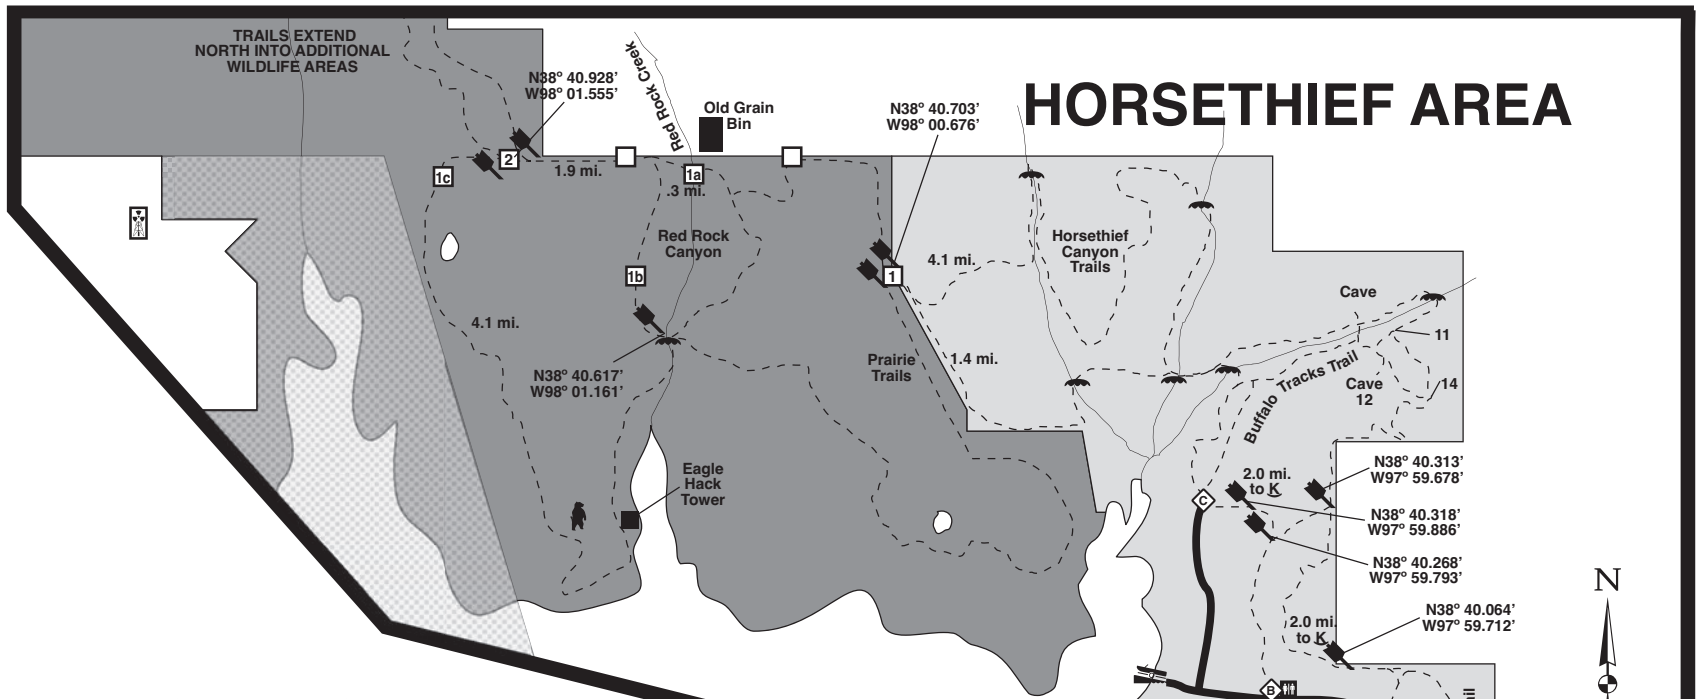 TRAILS EXTEND
NORTH INTO ADDITIONAL
WILDLIFE AREAS
N38º 40.928’
W98º 01.555’
Red Rock Creek
Old Grain
Bin
N38º 40.703’
W98º 00.676’
HORSETHIEF AREA
1c
2
1.9 mi.
1a
.3 mi.
Red Rock
Canyon
1b
4.1 mi.
1
4.1 mi.
Horsethief
Canyon
Trails
Cave
11
14
Cave
12
Buffalo Tracks Trail
Prairie
Trails
1.4 mi.
N38º 40.617’
W98º 01.161’
Eagle
Hack
Tower
C
2.0 mi.
to K
N38º 40.313’
W97º 59.678’
N38º 40.318’
W97º 59.886’
N38º 40.268’
W97º 59.793’
N38º 40.064’
W97º 59.712’
2.0 mi.
to K
B
N